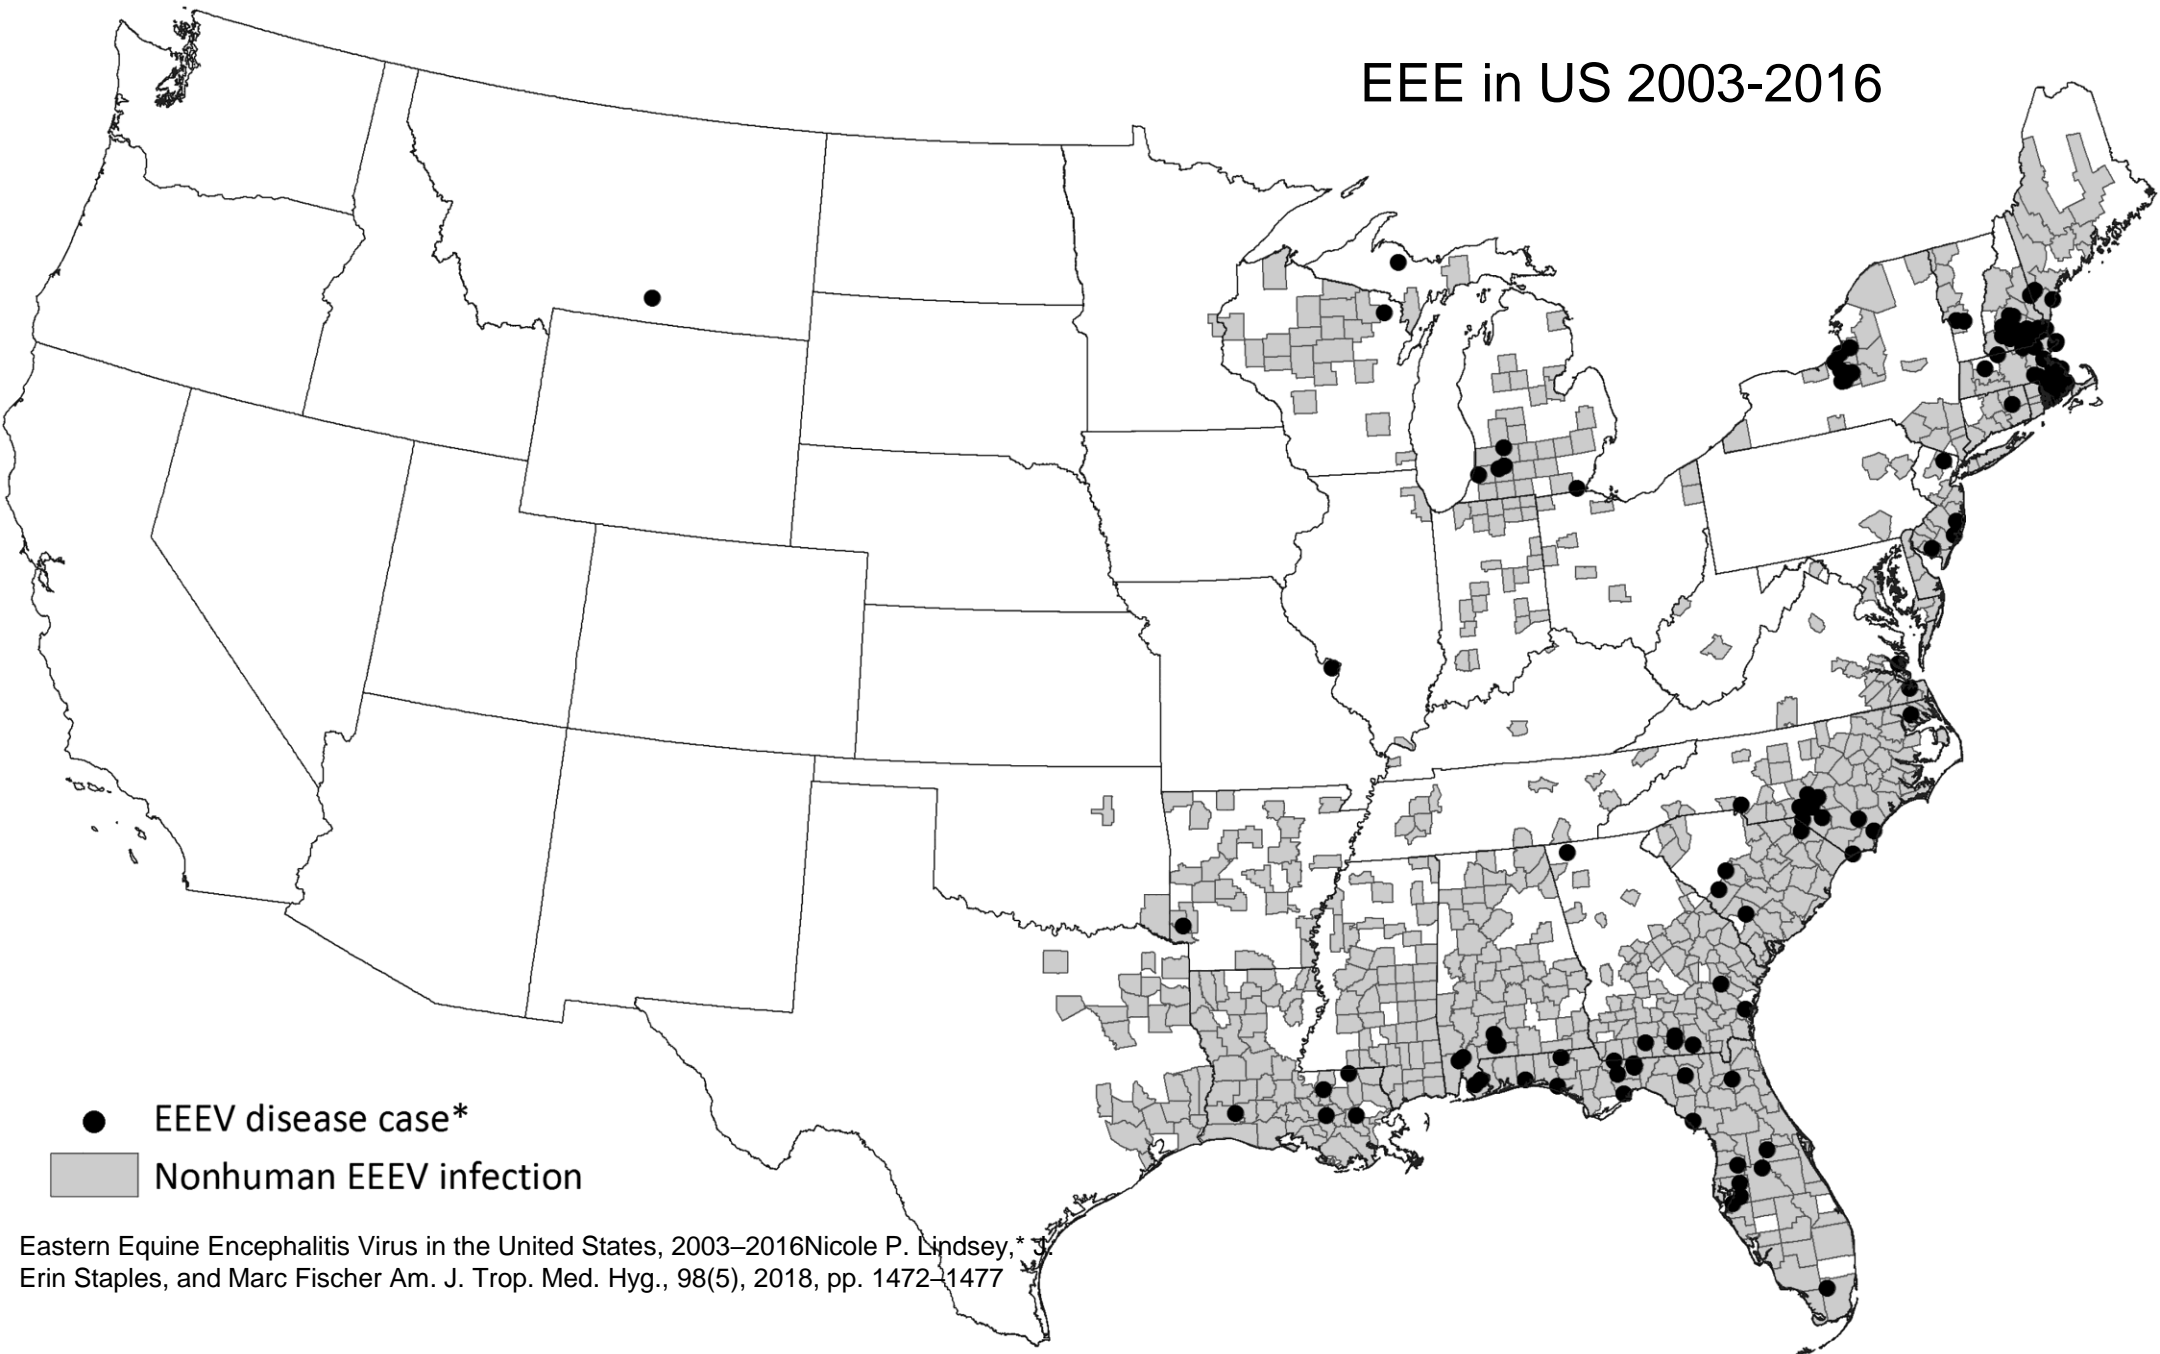 EEE in US 2003-2016
EEEV disease case*
Nonhuman EEEV infection
Eastern Equine Encephalitis Virus in the United States, 2003–2016Nicole P. Lindsey,* J.
Erin Staples, and Marc Fischer Am. J. Trop. Med. Hyg., 98(5), 2018, pp. 1472–1477